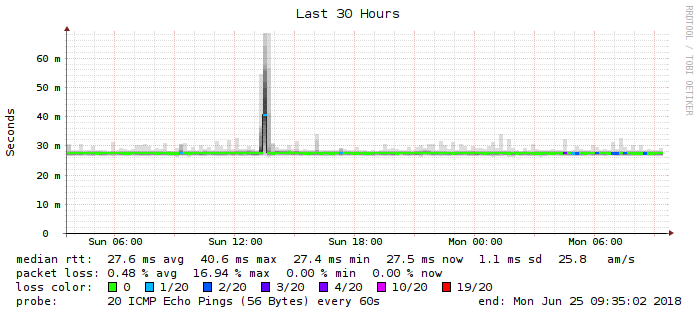 Last 30 Hours
RRDTOOL / TOBI OETIKER
Seconds
60 m
50 m
40 m
30 m
20 m
10 m
0
Sun 06:00 Sun 12:00 Sun 18:00 Mon 00:00 Mon 06:00
median rtt: 27.6 ms avg 40.6 ms max 27.4 ms min 27.5 ms now 1.1 ms sd 25.8 am/s
packet loss: 0.48 % avg 16.94 % max 0.00 % min 0.00 % now
loss color: 0 1/20 2/20 3/20 4/20 10/20 19/20
probe: 20 ICMP Echo Pings (56 Bytes) every 60s end: Mon Jun 25 09:35:02 2018